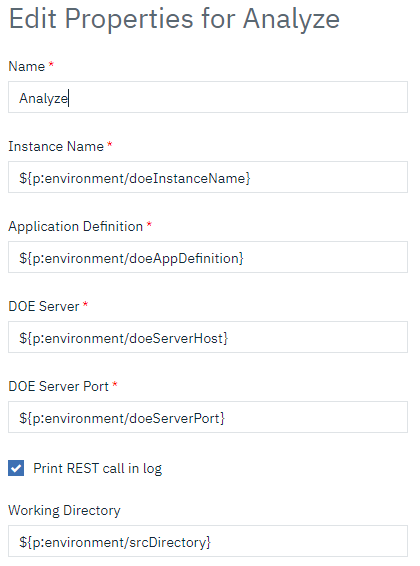 Edit Properties for Analyze
Name *
Analyze
Instance Name *
${p:environment/doeInstanceName}
Application Definition *
${p:environment/doeAppDefinition}
DOE Server *
${p:environment/doeServerHost}
DOE Server Port *
${p:environment/doeServerPort}
Print REST call in log
Working Directory
${p:environment/srcDirectory}